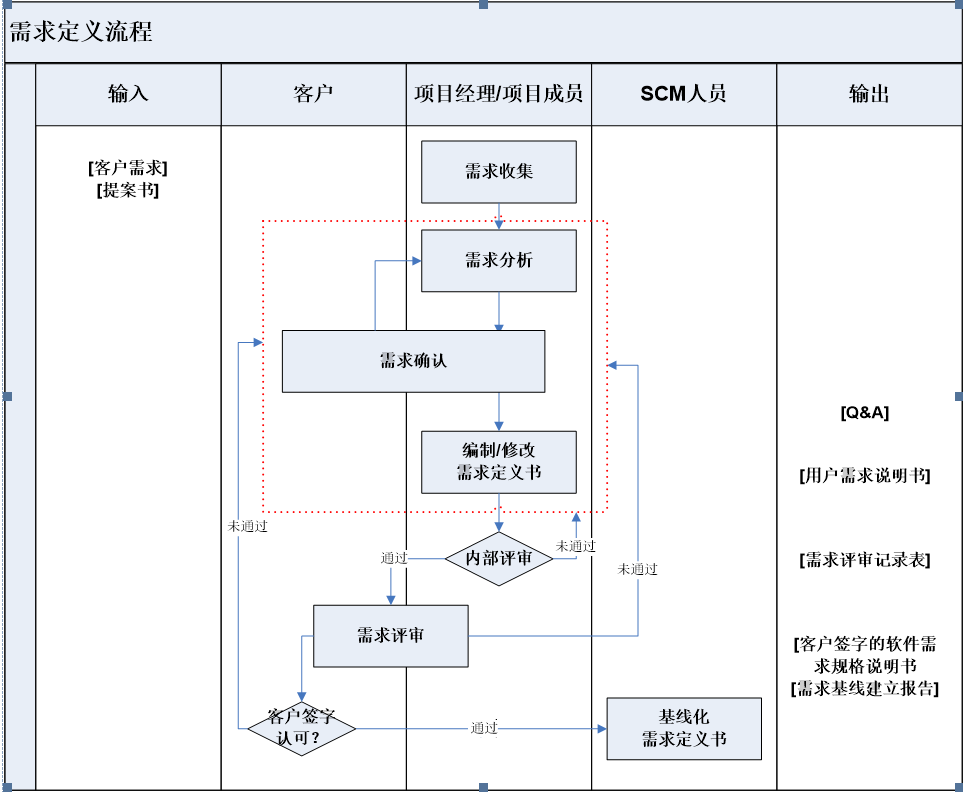 需求定义流程
输入
客户
项目经理/项目成员
SCM人员
输出
[客户需求]
[提案书]
需求收集
需求分析
需求确认
编制/修改
需求定义书
[Q&A]
[用户需求说明书]
未通过
通过
内部评审
未通过
未通过
[需求评审记录表]
需求评审
[客户签字的软件需
求规格说明书
[需求基线建立报告]
客户签字
认可?
通过
基线化
需求定义书